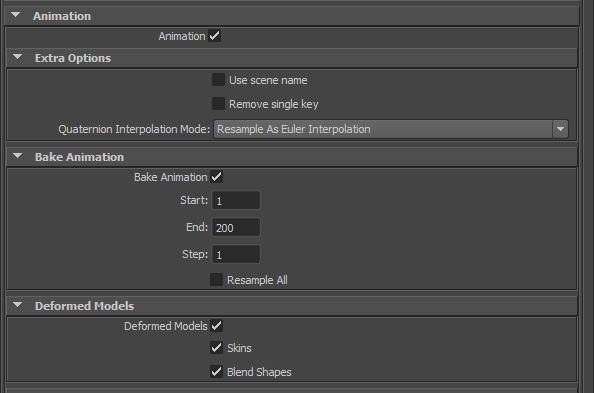 Animation
Animation
Extra Options
Use scene name
Remove single key
Quaternion Interpolation Mode: Resample As Euler Interpolation
Bake Animation
Bake Animation
Start: 1
End: 200
Step: 1
Resample All
Deformed Models
Deformed Models
Skins
Blend Shapes